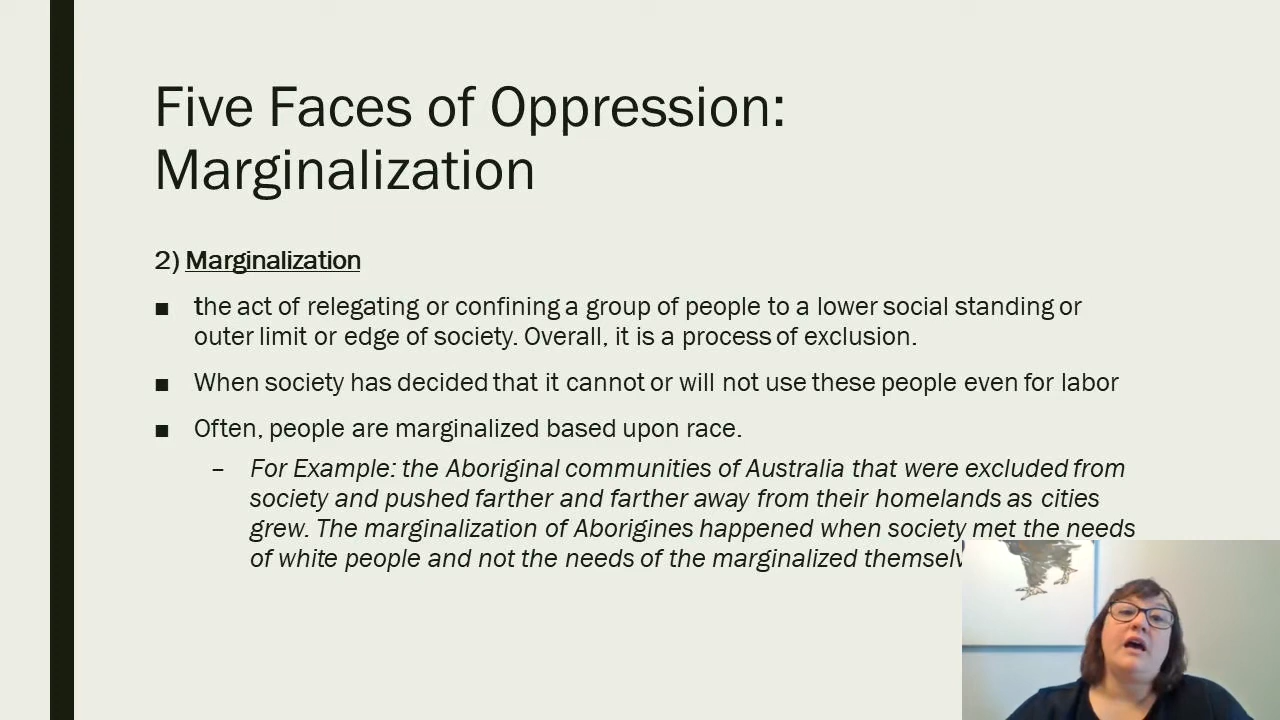 Five Faces of Oppression:
Marginalization
2) Marginalization
■ the act of relegating or confining a group of people to a lower social standing or
outer limit or edge of society. Overall, it is a process of exclusion.
■ When society has decided that it cannot or will not use these people even for labor
■ Often, people are marginalized based upon race.
– For Example: the Aboriginal communities of Australia that were excluded from
society and pushed farther and farther away from their homelands as cities
grew. The marginalization of Aborigines happened when society met the needs
of white people and not the needs of the marginalized